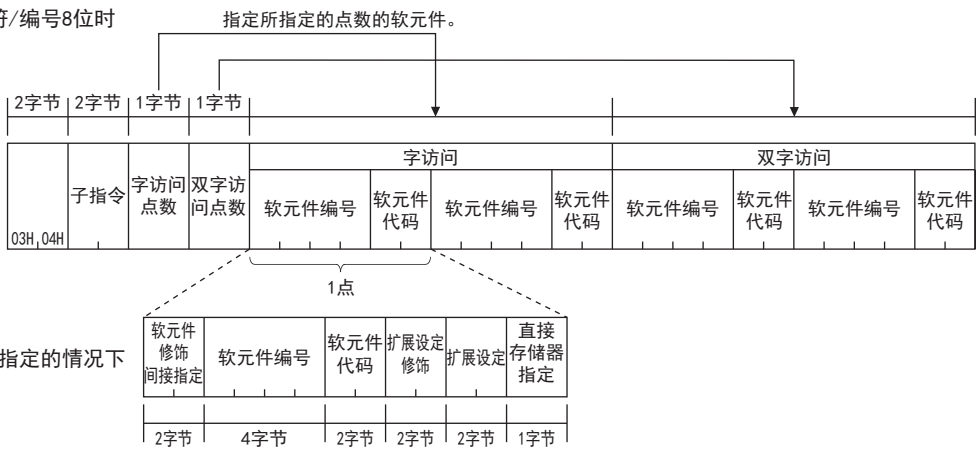 符/编号8位时
指定所指定的点数的软元件。
2字节 2字节 1字节 1字节
字访问 双字访问
子指令 字访问点数 双字访问点数 软元件编号 软元件代码 软元件编号 软元件代码 软元件编号 软元件代码 软元件编号 软元件代码
03H 04H
1点
指定的情况下
软元件修饰间接指定 软元件编号 软元件代码 扩展设定修饰 扩展设定 直接存储器指定
2字节 4字节 2字节 2字节 2字节 1字节